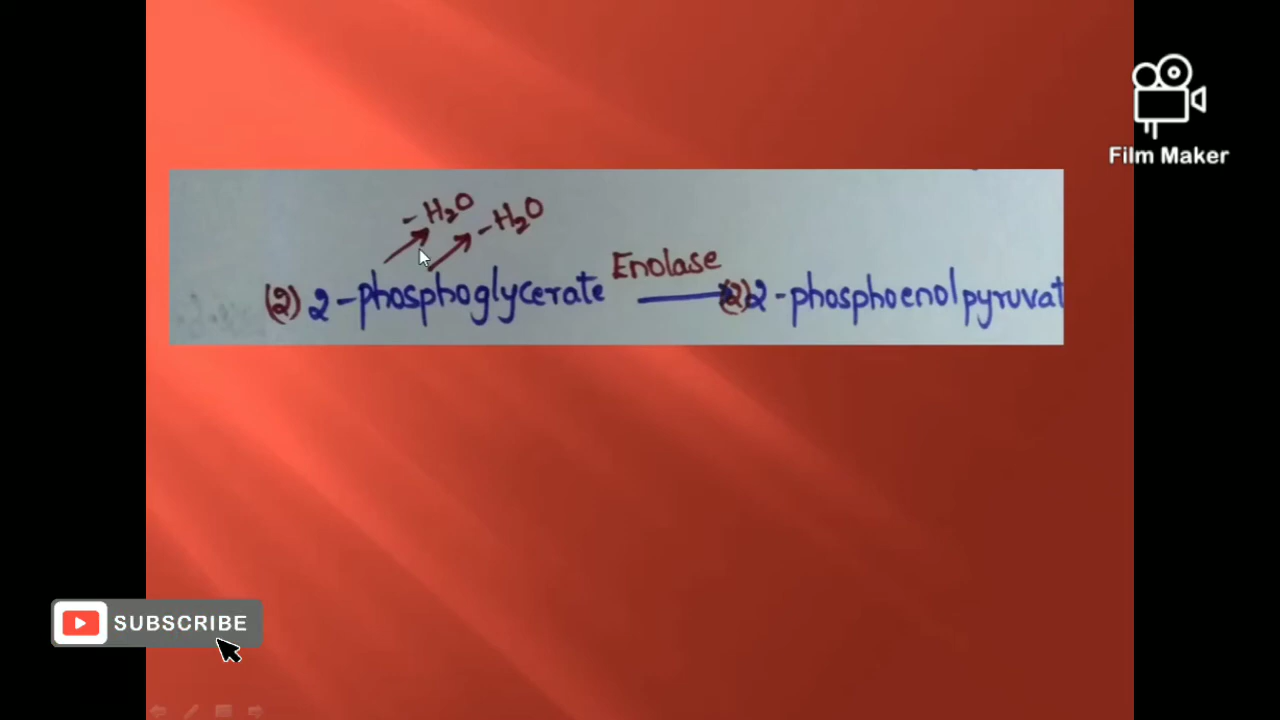 Film Maker
- H₂O - H₂O
Enolase
(2) 2-phosphoglycerate (2) 2-phosphoenolpyruvat
SUBSCRIBE